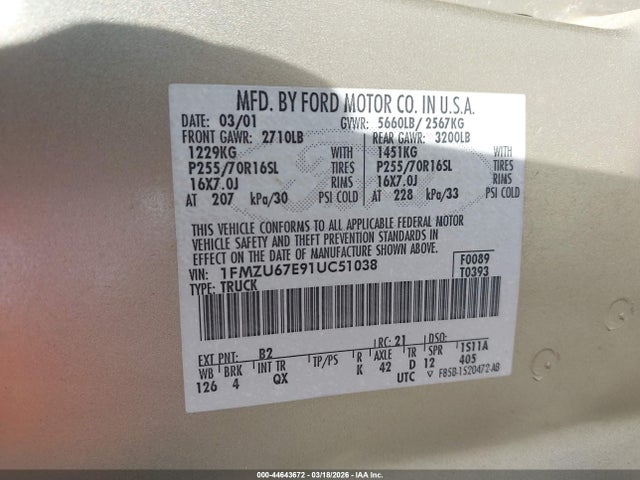 MFD. BY FORD MOTOR CO. IN U.S.A.
DATE: 03/01 GVWR: 5660LB/ 2567KG
FRONT GAWR: 2710LB REAR GAWR: 3200LB
1229KG WITH 1451KG WITH
P255/70R16SL TIRES P255/70R16SL TIRES
16X7.0J RIMS 16X7.0J RIMS
AT 207 kPa/30 PSI COLD AT 228 kPa/33 PSI COLD
THIS VEHICLE CONFORMS TO ALL APPLICABLE FEDERAL MOTOR
VEHICLE SAFETY AND THEFT PREVENTION STANDARDS IN
EFFECT ON THE DATE OF MANUFACTURE SHOWN ABOVE.
VIN: 1FMZU67E91UC51038 F0089
TYPE: TRUCK T0393
EXT PNT: B2 RC: 21 DSO:
WB BRK INT TR TP/PS R AXLE TR SPR 1S11A
126 4 QX K 42 D 12 405
UTC ▽ F85B-1520472-AB
000-44643672 - 03/18/2026 - IAA Inc.